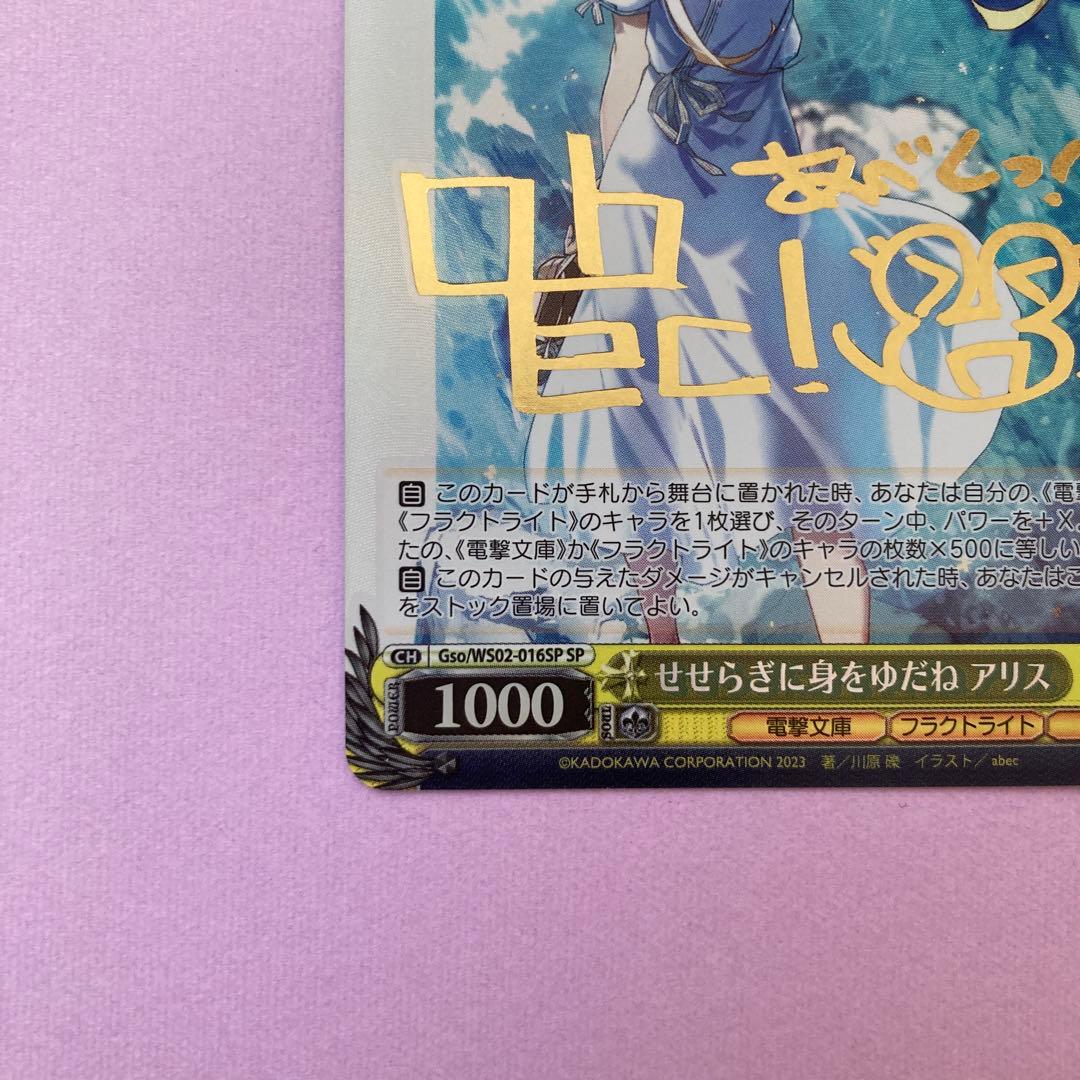 あべしっ!
abec!
自 このカードが手札から舞台に置かれた時、あなたは自分の、《電撃
《フラクトライト》のキャラを1枚選び、そのターン中、パワーを+X。
たの、《電撃文庫》か《フラクトライト》のキャラの枚数×500に等しい
自 このカードの与えたダメージがキャンセルされた時、あなたはこ
をストック置場に置いてよい。
CH Gso/WS02-016SP SP
せせらぎに身をゆだね アリス
POWER 1000 SOUL
電撃文庫 フラクトライト
©KADOKAWA CORPORATION 2023 著/川原 礫 イラスト/abec